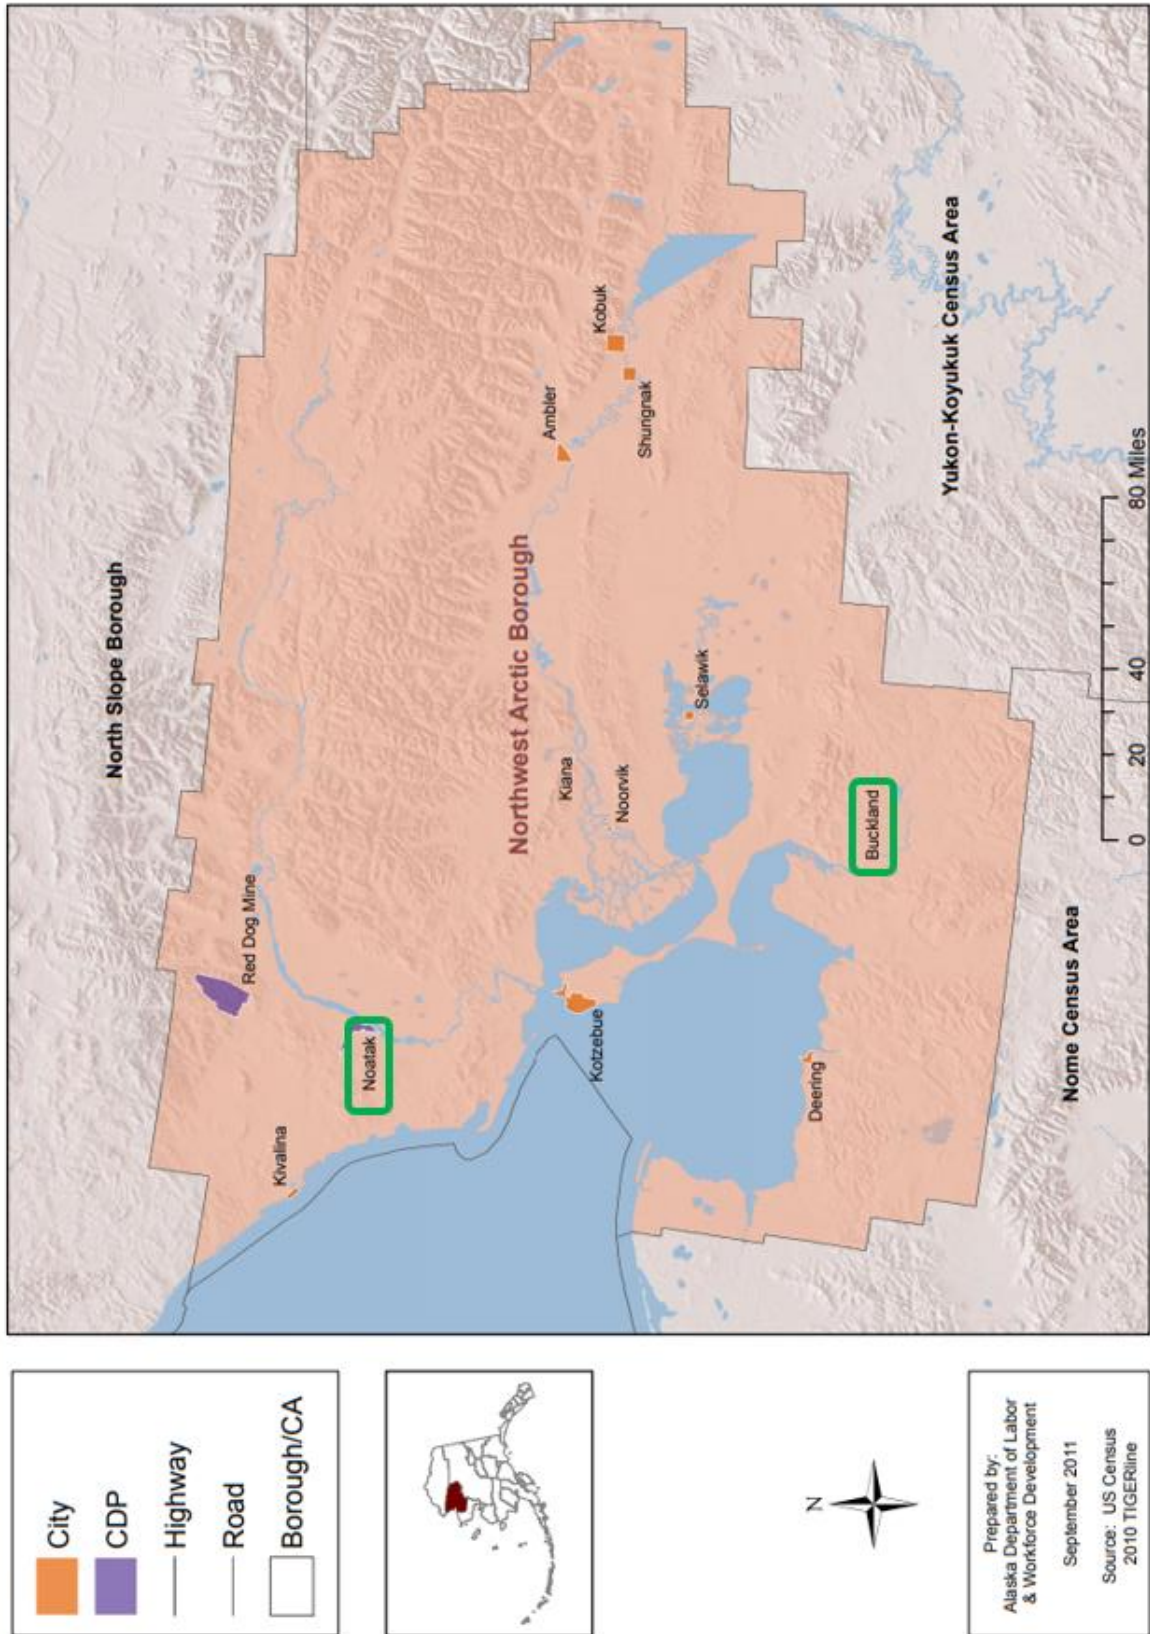 North Slope Borough
Red Dog Mine
Noatak
Kivalina
Northwest Arctic Borough
Ambler
Kobuk
Shungnak
Kiana
Noorvik
Selawik
Kotzebue
Deering
Buckland
Yukon-Koyukuk Census Area
Nome Census Area
0 20 40 80 Miles
City
CDP
Highway
Road
Borough/CA
N
Prepared by:
Alaska Department of Labor
& Workforce Development
September 2011
Source: US Census
2010 TIGERline